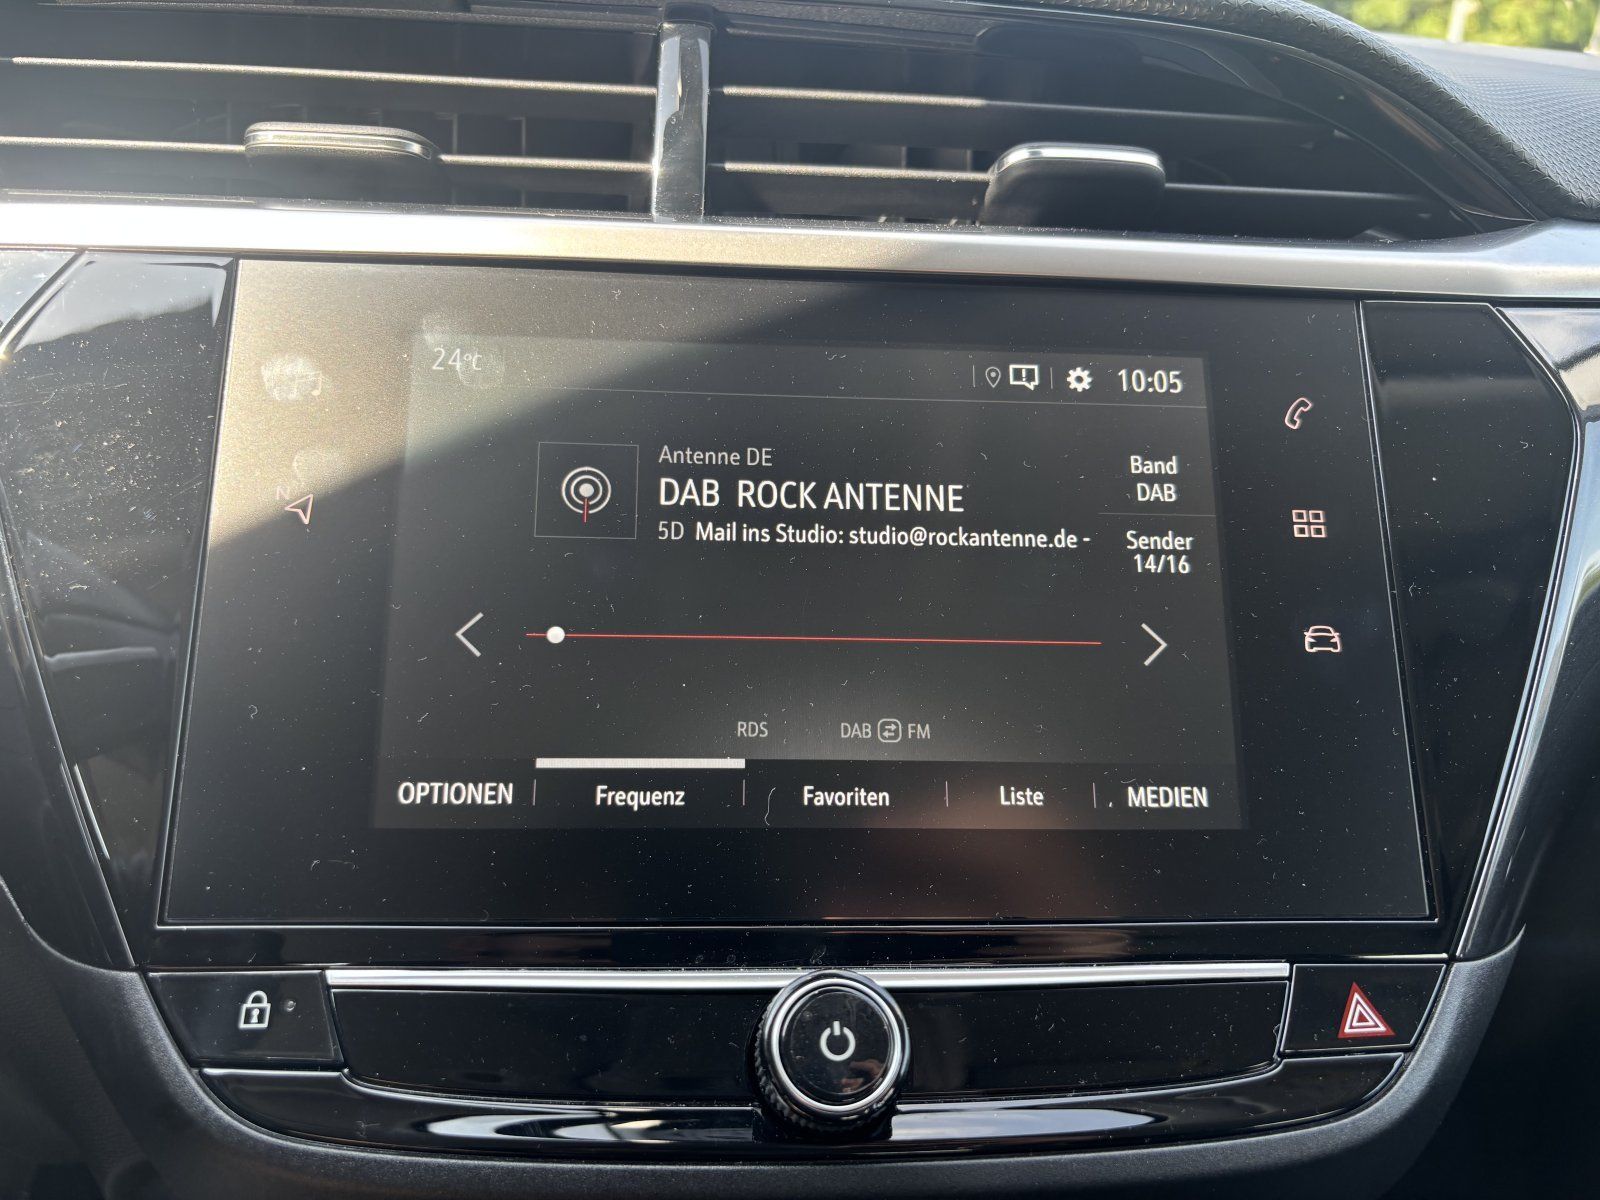 24°C
10:05
Antenne DE
DAB ROCK ANTENNE
5D Mail ins Studio: studio@rockantenne.de -
Band
DAB
Sender
14/16
N
RDS
DAB FM
OPTIONEN Frequenz Favoriten Liste MEDIEN